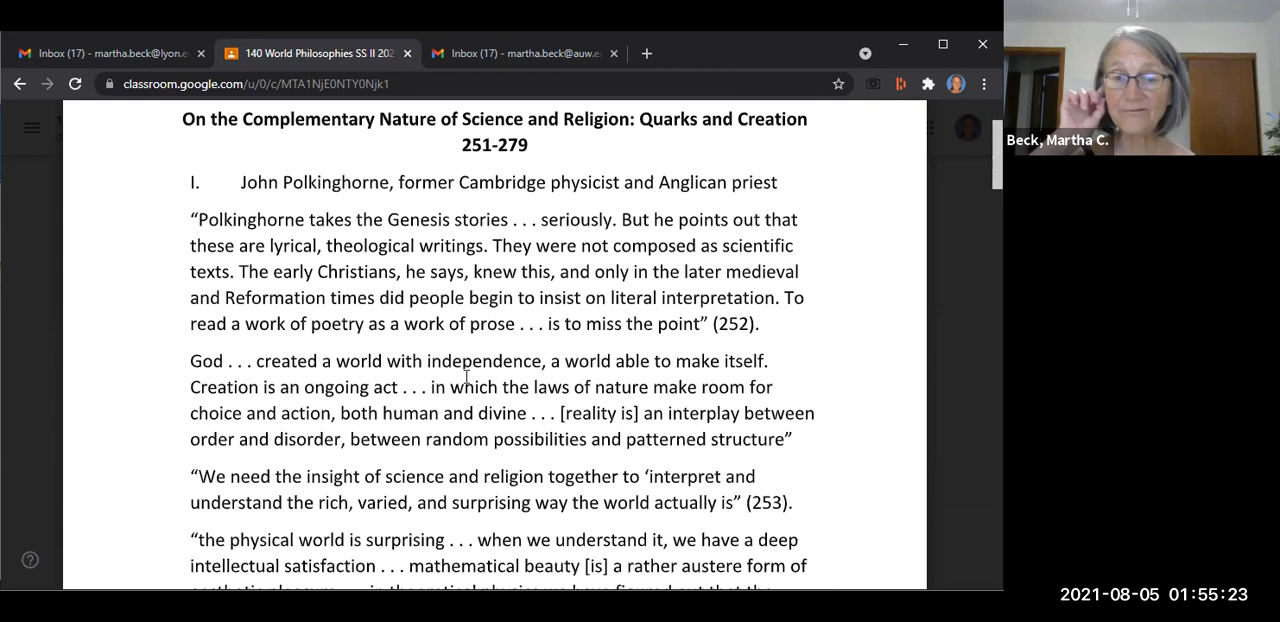 Inbox (17) - martha.beck@lyon.e
140 World Philosophies SS II 202
Inbox (17) - martha.beck@auw.e
classroom.google.com/u/0/c/MTA1NjE0NTY0Njk1
On the Complementary Nature of Science and Religion: Quarks and Creation
251-279
I. John Polkinghorne, former Cambridge physicist and Anglican priest
“Polkinghorne takes the Genesis stories . . . seriously. But he points out that
these are lyrical, theological writings. They were not composed as scientific
texts. The early Christians, he says, knew this, and only in the later medieval
and Reformation times did people begin to insist on literal interpretation. To
read a work of poetry as a work of prose . . . is to miss the point” (252).
God . . . created a world with independence, a world able to make itself.
Creation is an ongoing act . . . in which the laws of nature make room for
choice and action, both human and divine . . . [reality is] an interplay between
order and disorder, between random possibilities and patterned structure”
“We need the insight of science and religion together to ‘interpret and
understand the rich, varied, and surprising way the world actually is” (253).
“the physical world is surprising . . . when we understand it, we have a deep
intellectual satisfaction . . . mathematical beauty [is] a rather austere form of
Beck, Martha C.
2021-08-05 01:55:23